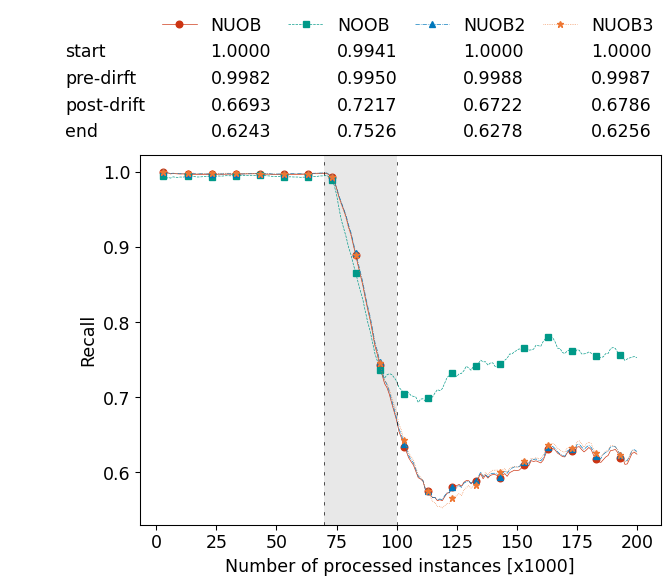 NUOB NOOB NUOB2 NUOB3
start 1.0000 0.9941 1.0000 1.0000
pre-dirft 0.9982 0.9950 0.9988 0.9987
post-drift 0.6693 0.7217 0.6722 0.6786
end 0.6243 0.7526 0.6278 0.6256
1.0
0.9
0.8
0.7
0.6
Recall
0 25 50 75 100 125 150 175 200
Number of processed instances [x1000]